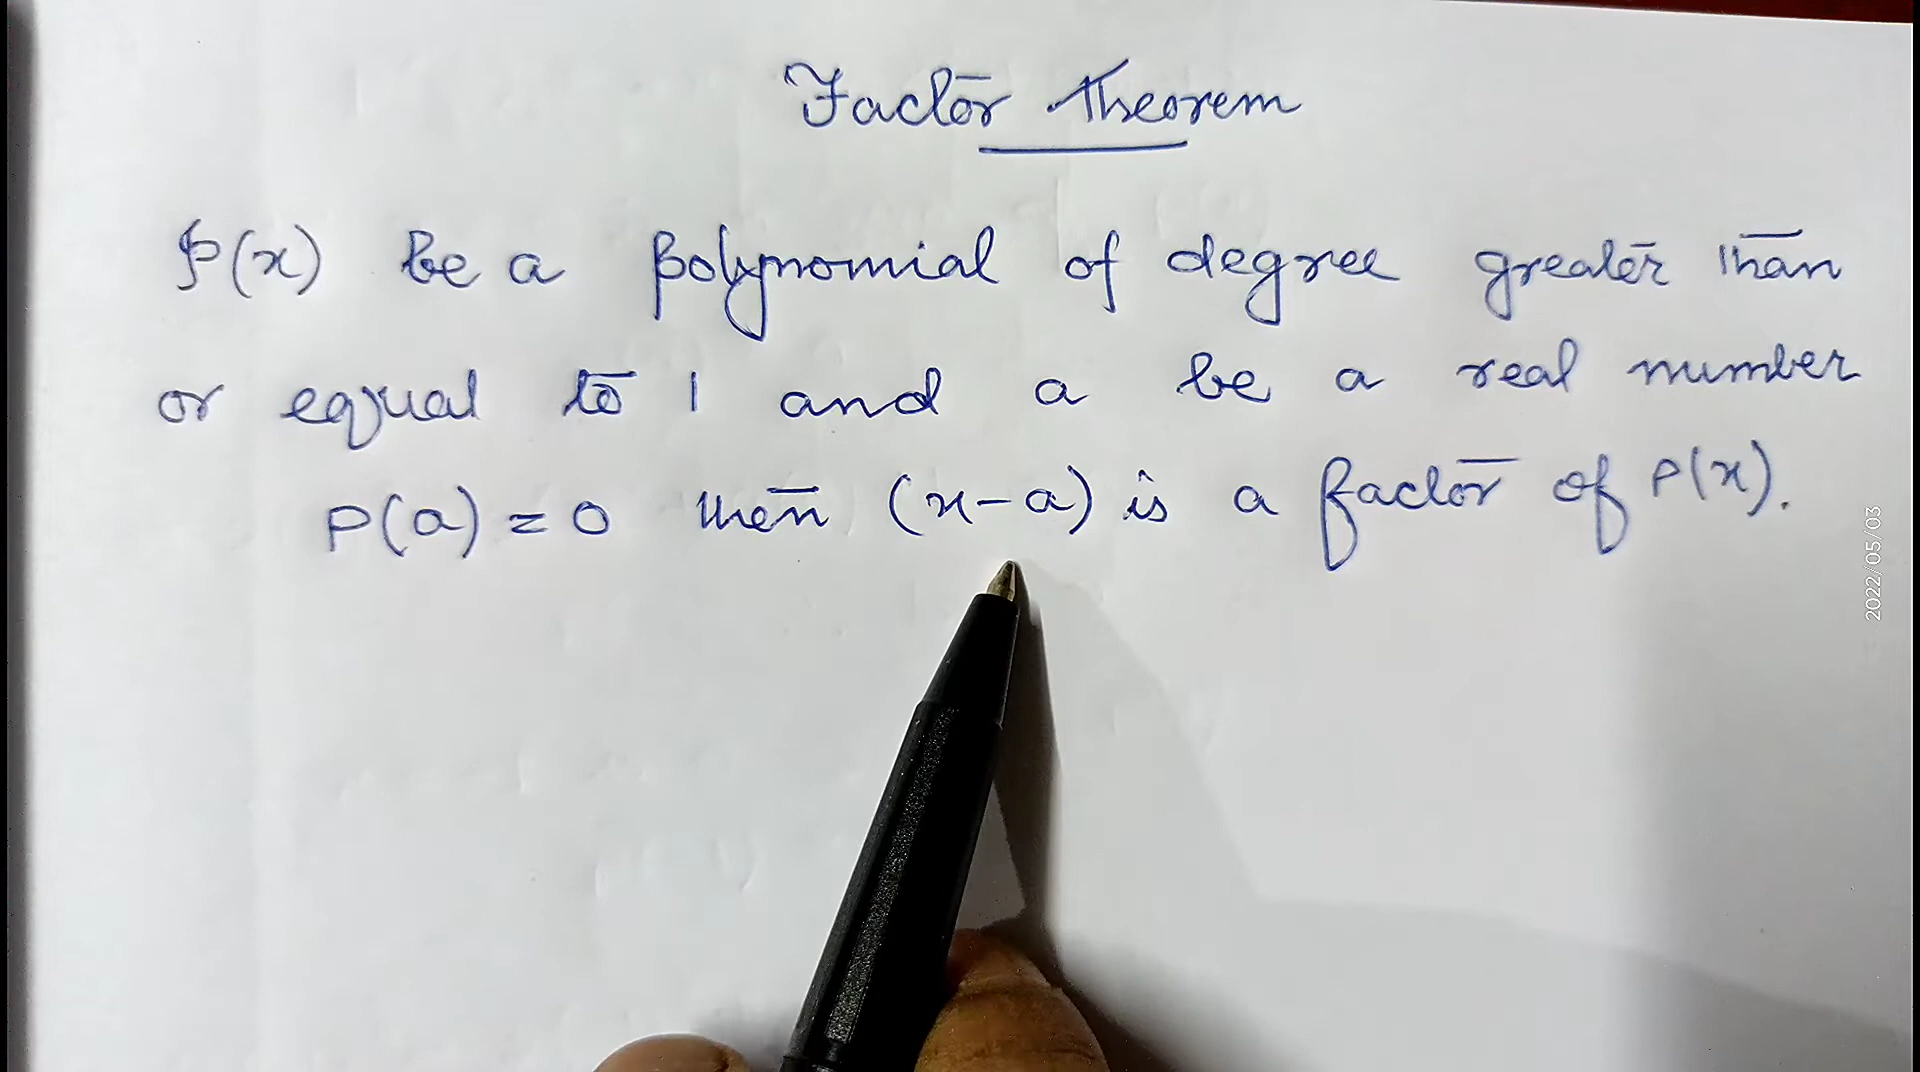 Factor Theorem
P(x) be a polynomial of degree greater than
or equal to 1 and a be a real number
P(a) = 0 then (x-a) is a factor of P(x).
2022/05/03